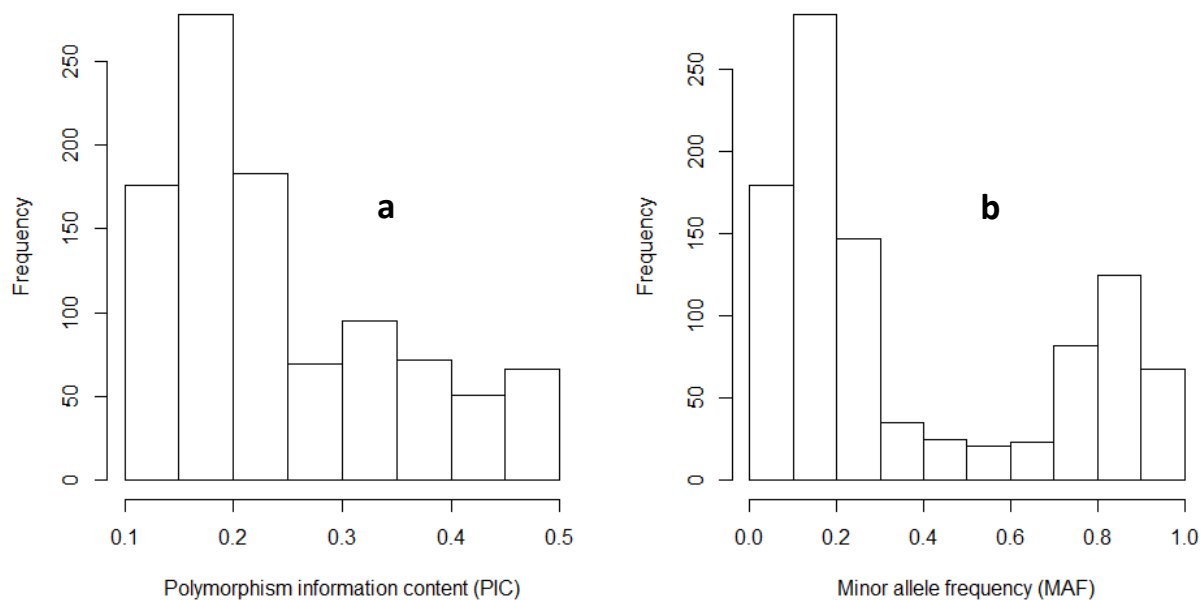 Frequency
0
50
100
150
200
250
a
0.1 0.2 0.3 0.4 0.5
Polymorphism information content (PIC)
Frequency
0
50
100
150
200
250
b
0.0 0.2 0.4 0.6 0.8 1.0
Minor allele frequency (MAF)